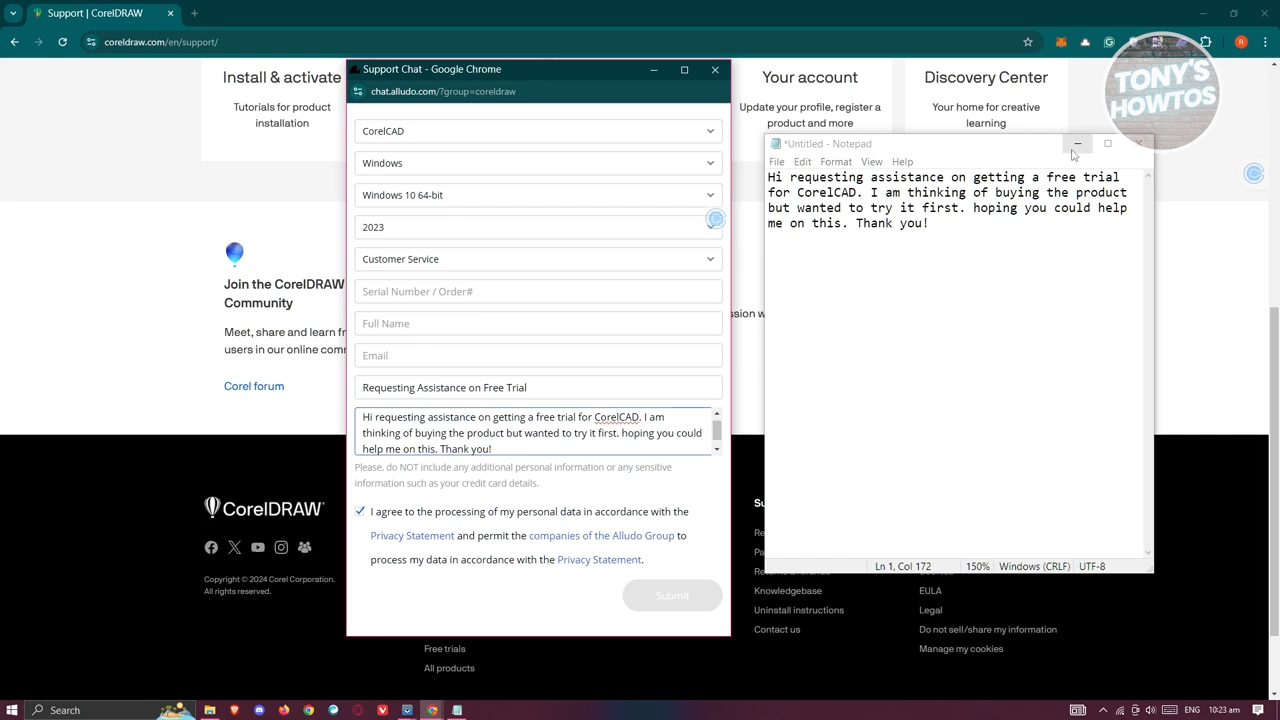 Support | CorelDRAW
coreldraw.com/en/support/
Install & activate
Tutorials for product
installation
Your account
Update your profile, register a
product and more
Discovery Center
Your home for creative
learning
TONY'S
HOWTOS
Join the CorelDRAW
Community
Meet, share and learn fr
users in our online comm
Corel forum
ssion w
Support Chat - Google Chrome
chat.alludo.com/?group=coreldraw
CorelCAD
Windows
Windows 10 64-bit
2023
Customer Service
Serial Number / Order#
Full Name
Email
Requesting Assistance on Free Trial
Hi requesting assistance on getting a free trial for CorelCAD. I am
thinking of buying the product but wanted to try it first. hoping you could
help me on this. Thank you!
Please, do NOT include any additional personal information or any sensitive
information such as your credit card details.
I agree to the processing of my personal data in accordance with the
Privacy Statement and permit the companies of the Alludo Group to
process my data in accordance with the Privacy Statement.
Submit
*Untitled - Notepad
File Edit Format View Help
Hi requesting assistance on getting a free trial
for CorelCAD. I am thinking of buying the product
but wanted to try it first. hoping you could help
me on this. Thank you!
Ln 1, Col 172 150% Windows (CRLF) UTF-8
CorelDRAW
Copyright © 2024 Corel Corporation.
All rights reserved.
Free trials
All products
Su
Re
Pa
Knowledgebase
Uninstall instructions
Contact us
EULA
Legal
Do not sell/share my information
Manage my cookies
Search
10:23 am